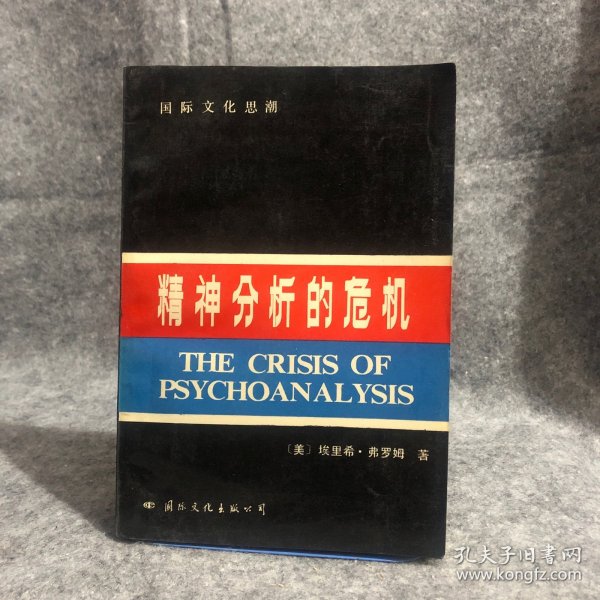 国际文化思潮
精神分析的危机
THE CRISIS OF
PSYCHOANALYSIS
〔美〕埃里希·弗罗姆 著
国际文化出版公司
孔夫子旧书网
www.kongfz.com